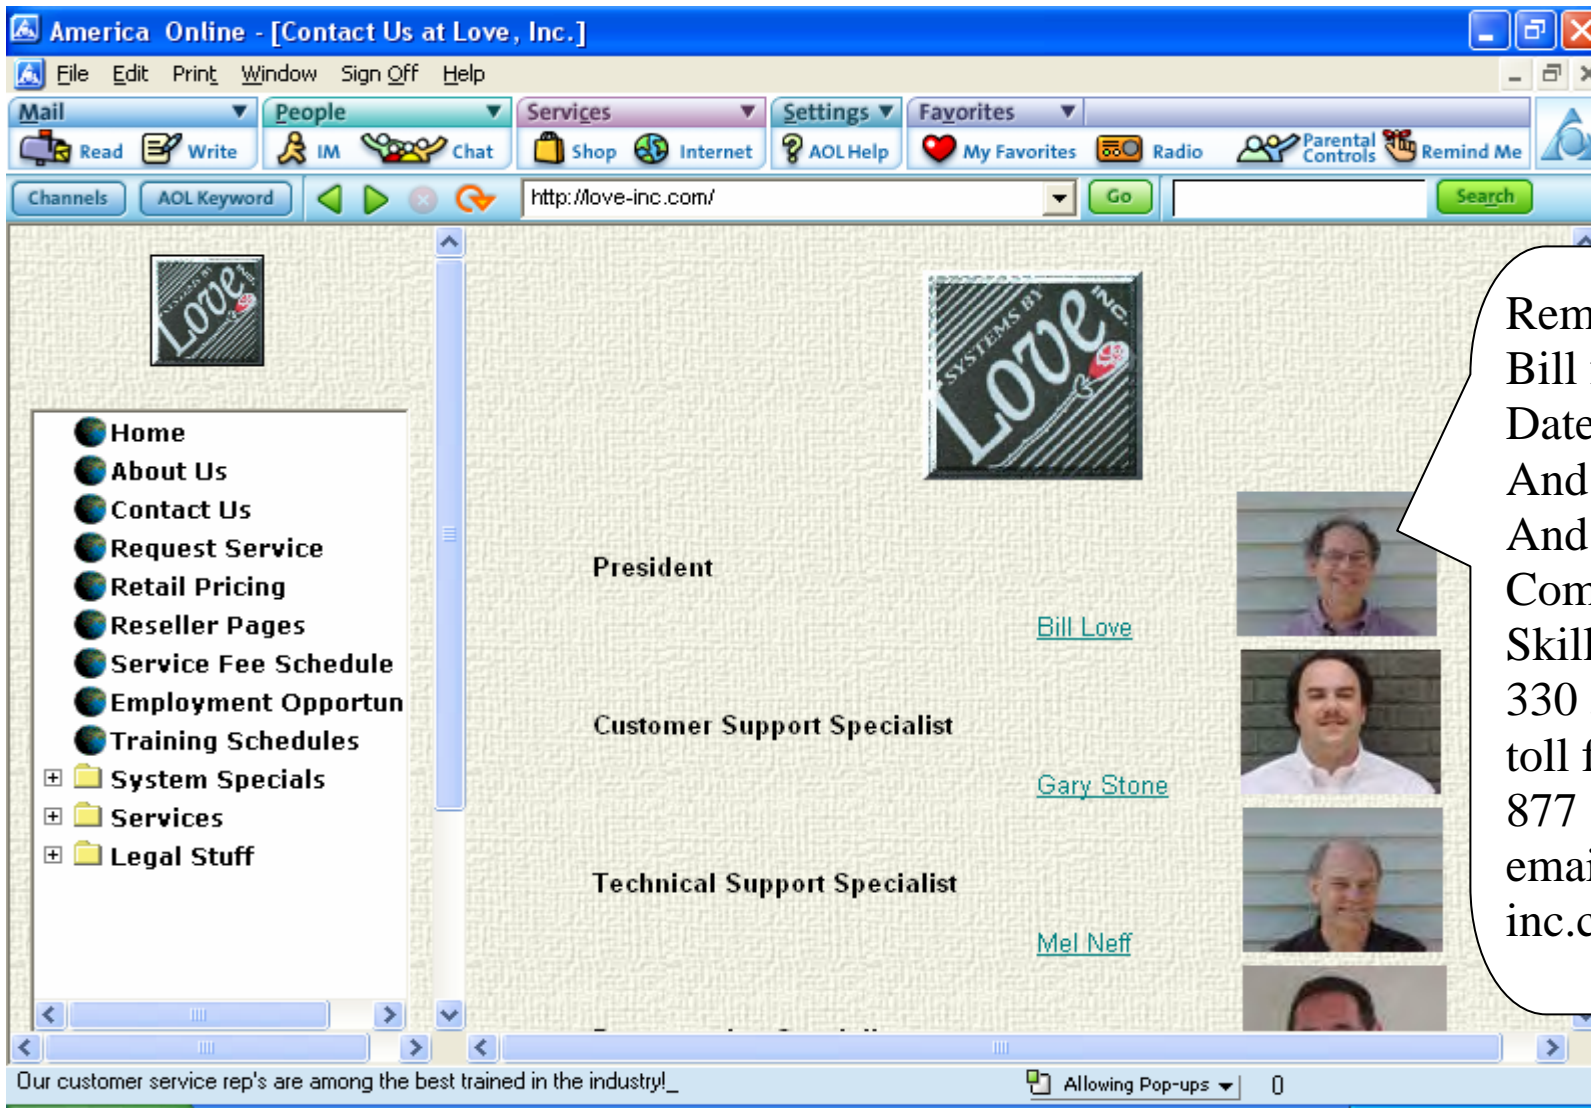 America Online - [Contact Us at Love, Inc.]
File Edit Print Window Sign Off Help
Mail People Services Settings Favorites
Read Write IM Chat Shop Internet AOL Help My Favorites Radio Parental Controls Remind Me
Channels AOL Keyword http://love-inc.com/ Go Search
SYSTEMS BY
Love
INC.
Home
About Us
Contact Us
Request Service
Retail Pricing
Reseller Pages
Service Fee Schedule
Employment Opportun
Training Schedules
System Specials
Services
Legal Stuff
SYSTEMS BY
Love
INC.
President
Bill Love
Customer Support Specialist
Gary Stone
Technical Support Specialist
Mel Neff
Rem
Bill
Date
And
And
Com
Skill
330
toll f
877
emai
inc.c
Our customer service rep's are among the best trained in the industry!_
Allowing Pop-ups 0